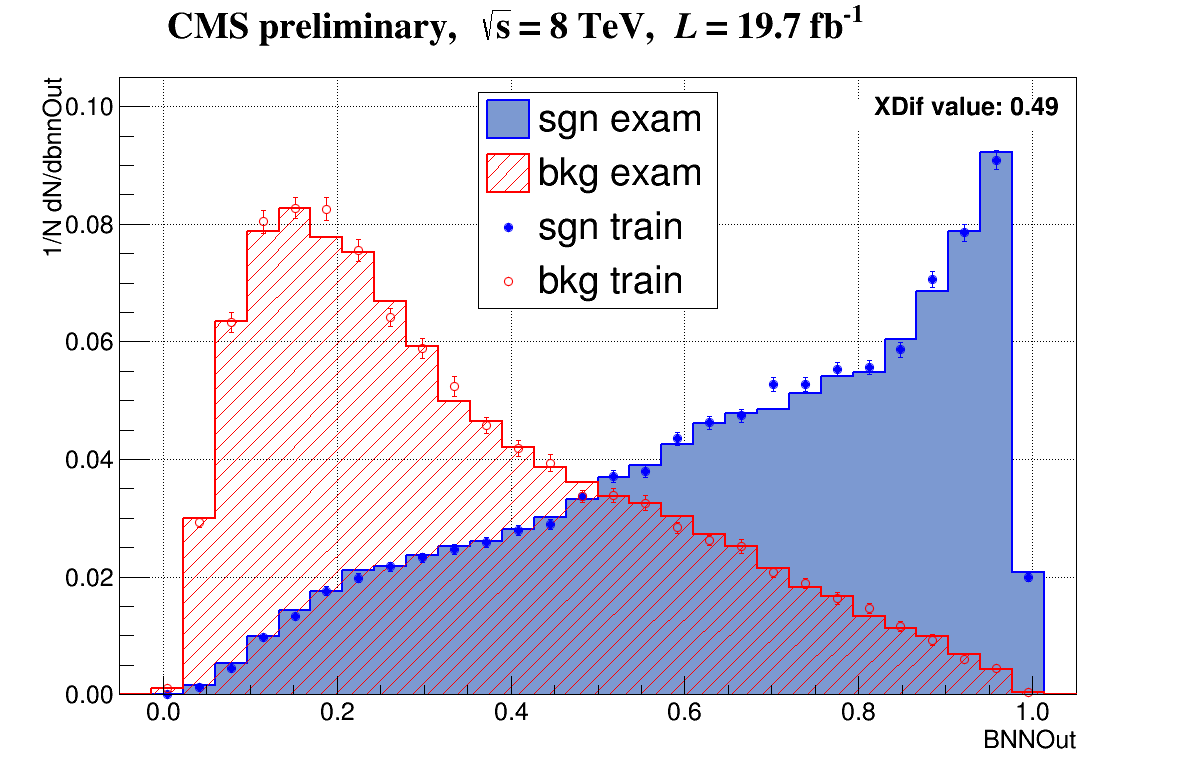 CMS preliminary, √s = 8 TeV, L = 19.7 fb⁻¹
1/N dN/dbnnOut
XDif value: 0.49
sgn exam
bkg exam
sgn train
bkg train
0.10
0.08
0.06
0.04
0.02
0.00
0.0 0.2 0.4 0.6 0.8 1.0
BNNOut